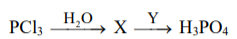 PCl₃ —H₂O→ X —Y→ H₃PO₄